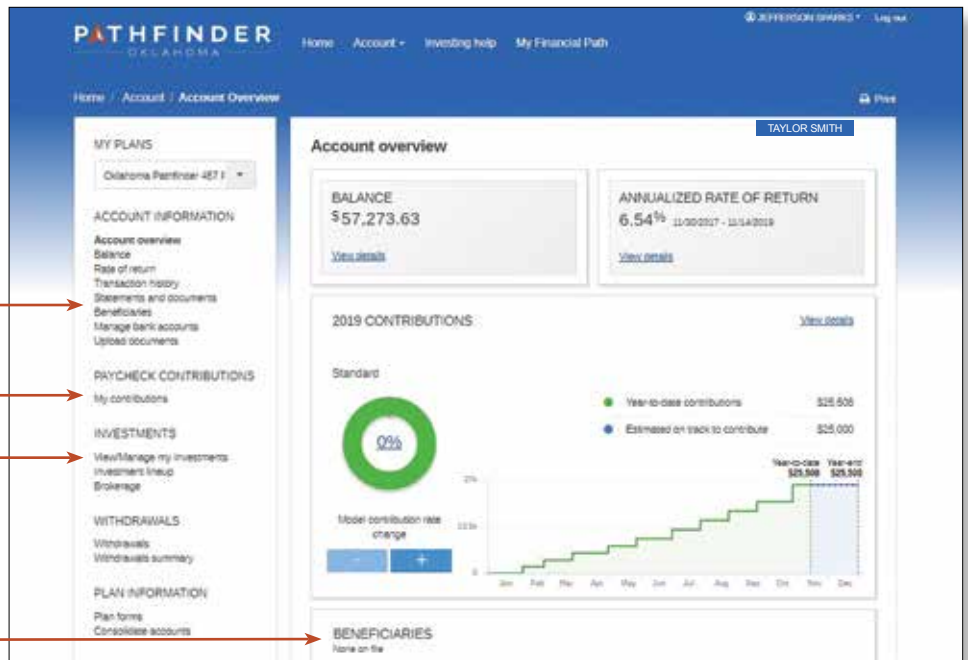 PATHFINDER
OKLAHOMA
Home Account Investing help My Financial Path
JEFFERSON SPARKS Log out
Home / Account / Account Overview
Print
TAYLOR SMITH
MY PLANS
Oklahoma Pathfinder 457
ACCOUNT INFORMATION
Account overview
Balance
Rate of return
Transaction history
Statements and documents
Beneficiaries
Manage bank accounts
Upload documents
PAYCHECK CONTRIBUTIONS
My contributions
INVESTMENTS
View/Manage my investments
Investment lineup
Brokerage
WITHDRAWALS
Withdrawals
Withdrawals summary
PLAN INFORMATION
Plan forms
Consolidate accounts
Account overview
BALANCE
$57,273.63
View details
ANNUALIZED RATE OF RETURN
6.54% 11/30/2017 - 11/14/2019
View details
2019 CONTRIBUTIONS
View details
Standard
0%
Model contribution rate
change
- +
Year-to-date contributions $25,508
Estimated on track to contribute $25,000
Year-to-date Year-end
$25,508 $25,508
0
Jan Feb Mar Apr May Jun Jul Aug Sep Oct Nov Dec
BENEFICIARIES
None on file